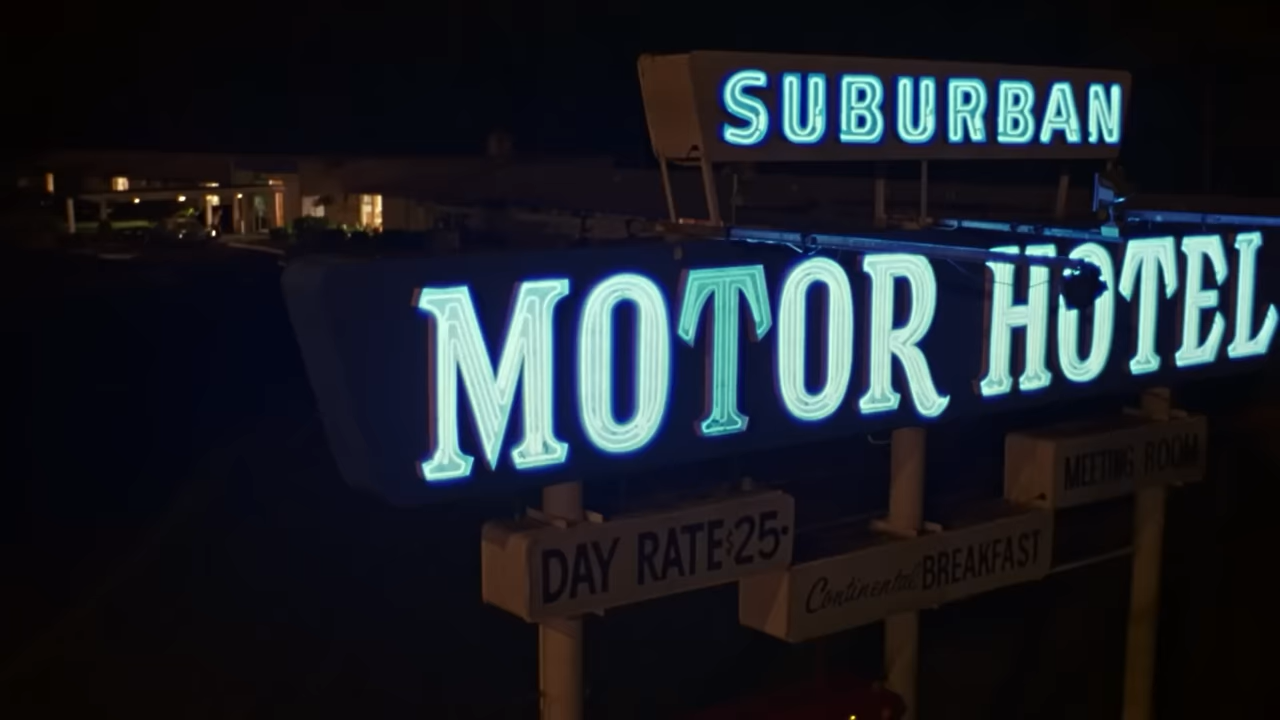 SUBURBAN
MOTOR HOTEL
DAY RATE $25.
Continental BREAKFAST
MEETING ROOM